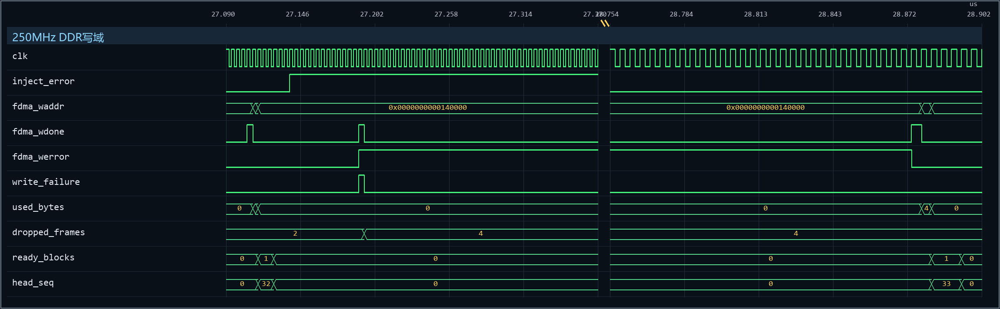 us
27.090 27.146 27.202 27.258 27.314 28.754 28.784 28.813 28.843 28.872 28.902
250MHz DDR写域
clk
inject_error
fdma_waddr 0x0000000000140000 0x0000000000140000
fdma_wdone
fdma_werror
write_failure
used_bytes 0 0 0 4 0
dropped_frames 2 4 4
ready_blocks 0 1 0 0 1 0
head_seq 0 32 0 0 33 0